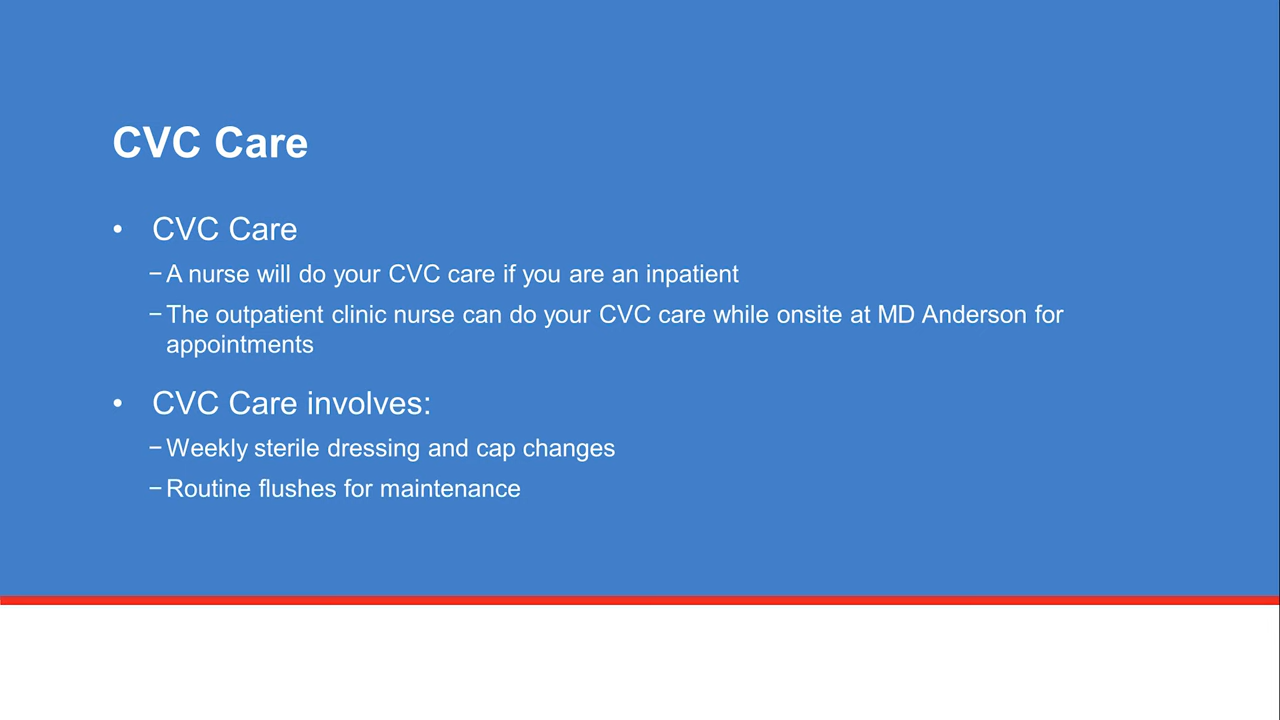 CVC Care
• CVC Care
− A nurse will do your CVC care if you are an inpatient
− The outpatient clinic nurse can do your CVC care while onsite at MD Anderson for
appointments
• CVC Care involves:
− Weekly sterile dressing and cap changes
− Routine flushes for maintenance